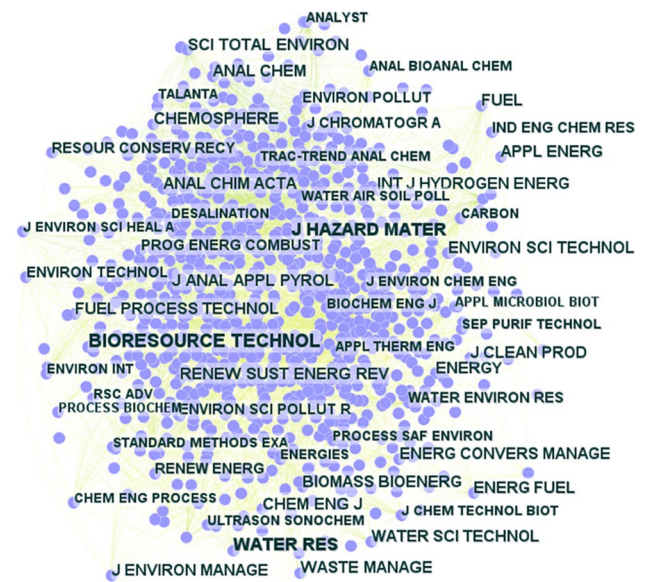 ANALYST
SCI TOTAL ENVIRON
ANAL CHEM
ANAL BIOANAL CHEM
TALANTA
ENVIRON POLLUT
FUEL
CHEMOSPHERE
J CHROMATOGR A
IND ENG CHEM RES
RESOUR CONSERV RECY
TRAC-TREND ANAL CHEM
APPL ENERG
ANAL CHIM ACTA
INT J HYDROGEN ENERG
WATER AIR SOIL POLL
DESALINATION
CARBON
J ENVIRON SCI HEAL A
J HAZARD MATER
PROG ENERG COMBUST
ENVIRON SCI TECHNOL
ENVIRON TECHNOL
J ANAL APPL PYROL
J ENVIRON CHEM ENG
BIOCHEM ENG J
APPL MICROBIOL BIOT
FUEL PROCESS TECHNOL
SEP PURIF TECHNOL
BIORESOURCE TECHNOL
APPL THERM ENG
J CLEAN PROD
ENVIRON INT
RENEW SUST ENERG REV
ENERGY
RSC ADV
WATER ENVIRON RES
PROCESS BIOCHEM
ENVIRON SCI POLLUT R
STANDARD METHODS EXA
PROCESS SAF ENVIRON
ENERGIES
ENERG CONVERS MANAGE
RENEW ENERG
BIOMASS BIOENERG
ENERG FUEL
CHEM ENG PROCESS
CHEM ENG J
J CHEM TECHNOL BIOT
ULTRASON SONOCHEM
WATER RES
WATER SCI TECHNOL
J ENVIRON MANAGE
WASTE MANAGE